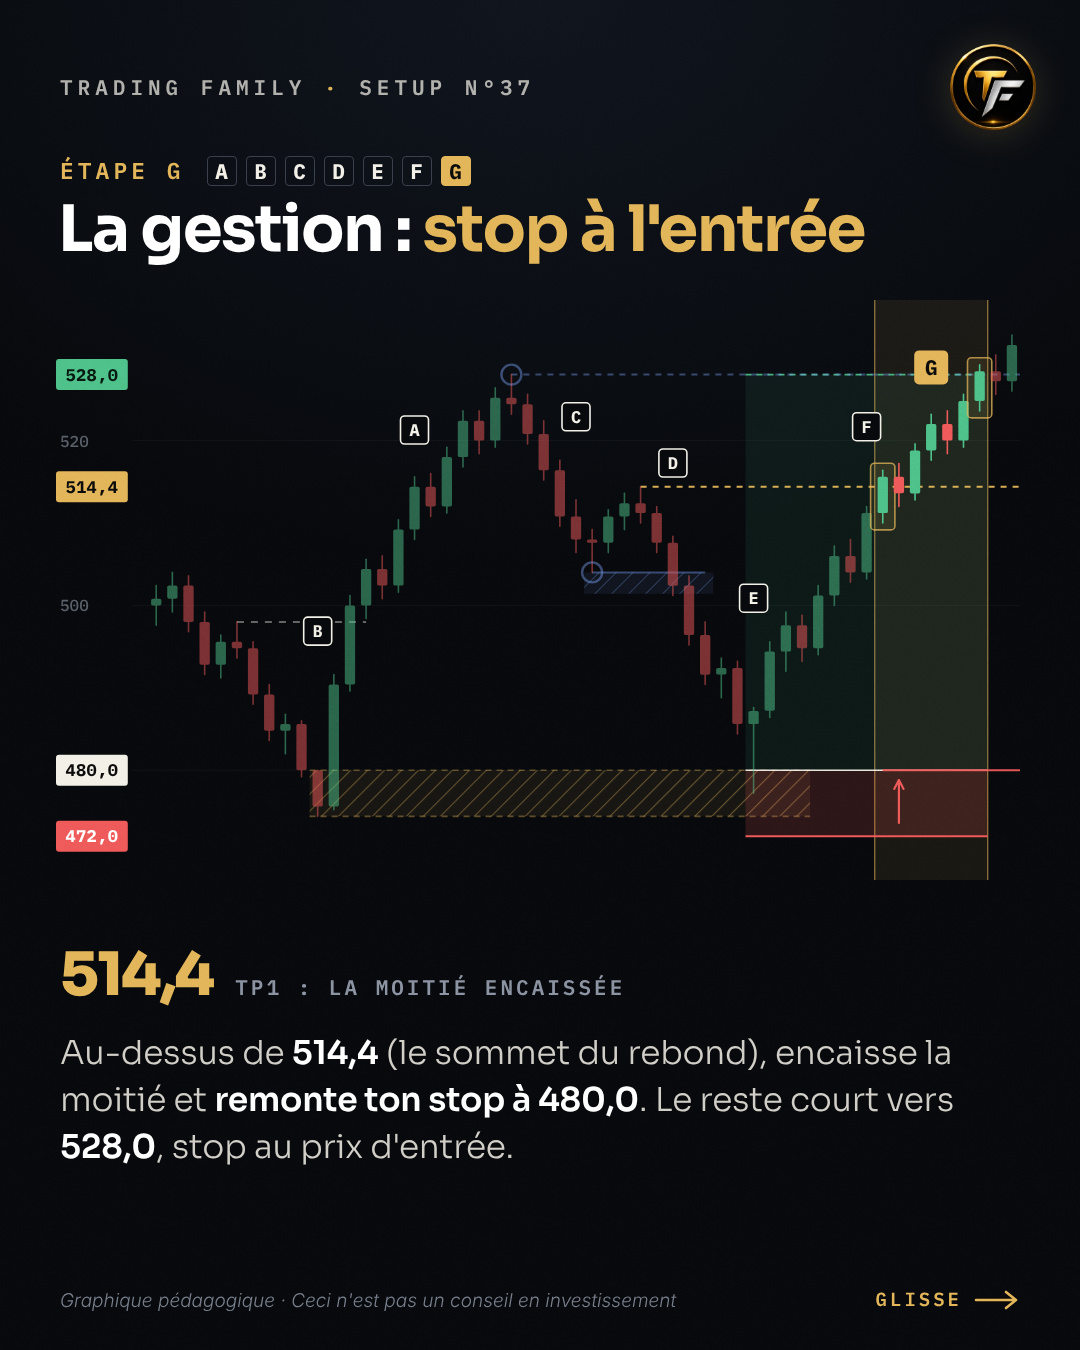 TRADING FAMILY · SETUP N°37
TF
ÉTAPE G A B C D E F G
La gestion : stop à l'entrée
528,0
G
A
C
F
520
D
514,4
E
500
B
480,0
472,0
514,4 TP1 : LA MOITIÉ ENCAISSÉE
Au-dessus de 514,4 (le sommet du rebond), encaisse la
moitié et remonte ton stop à 480,0. Le reste court vers
528,0, stop au prix d'entrée.
Graphique pédagogique · Ceci n'est pas un conseil en investissement
GLISSE